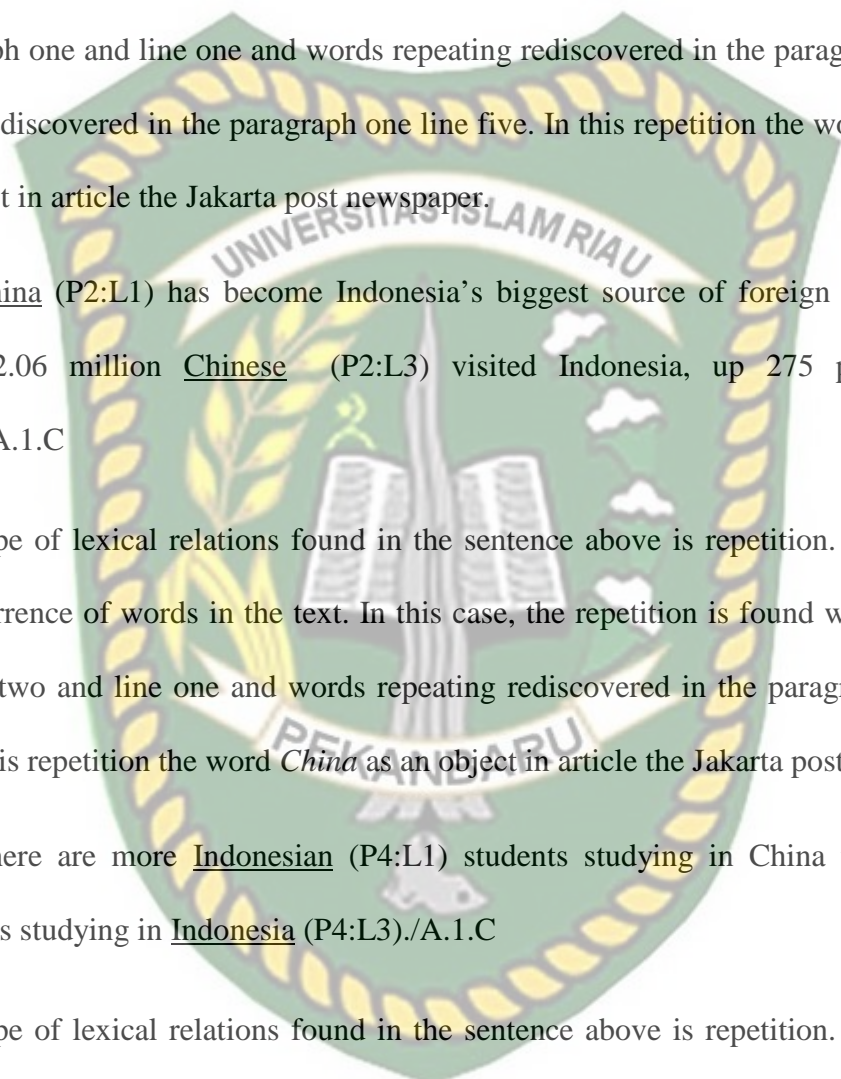 ph one and line one and words repeating rediscovered in the parag
discovered in the paragraph one line five. In this repetition the wo
t in article the Jakarta post newspaper.
UNIVERSITAS ISLAM RIAU
ina (P2:L1) has become Indonesia’s biggest source of foreign
2.06 million Chinese (P2:L3) visited Indonesia, up 275 p
A.1.C
pe of lexical relations found in the sentence above is repetition.
rrence of words in the text. In this case, the repetition is found w
two and line one and words repeating rediscovered in the paragr
is repetition the word China as an object in article the Jakarta post
PEKANBARU
here are more Indonesian (P4:L1) students studying in China
s studying in Indonesia (P4:L3)./A.1.C
pe of lexical relations found in the sentence above is repetition.